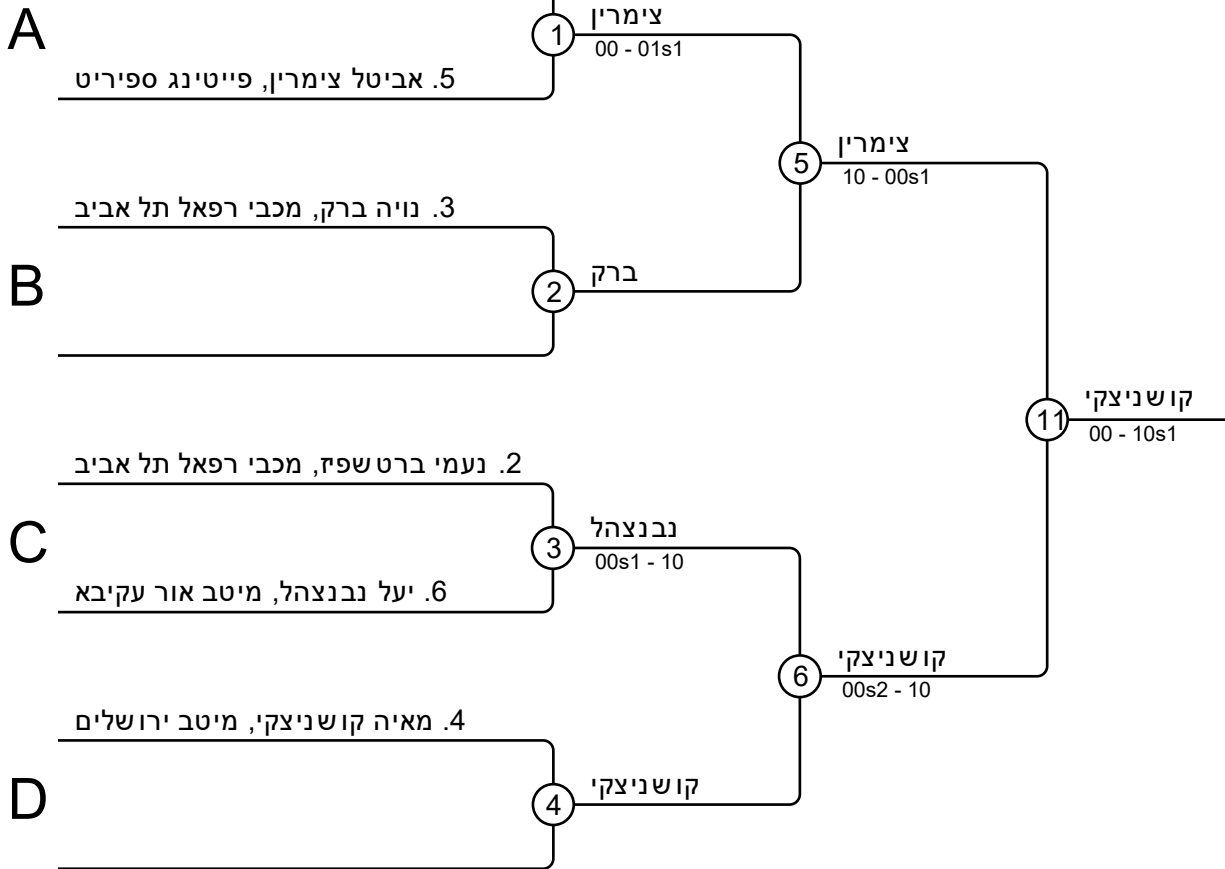 A
1
צימרין
00 - 01s1
5. אביטל צימרין, פייטינג ספיריט
5
צימרין
10 - 00s1
3. נויה ברק, מכבי רפאל תל אביב
B
2
ברק
11
קושניצקי
00 - 10s1
2. נעמי ברטשפיז, מכבי רפאל תל אביב
C
3
נבנצהל
00s1 - 10
6. יעל נבנצהל, מיטב אור עקיבא
6
קושניצקי
00s2 - 10
4. מאיה קושניצקי, מיטב ירושלים
D
4
קושניצקי